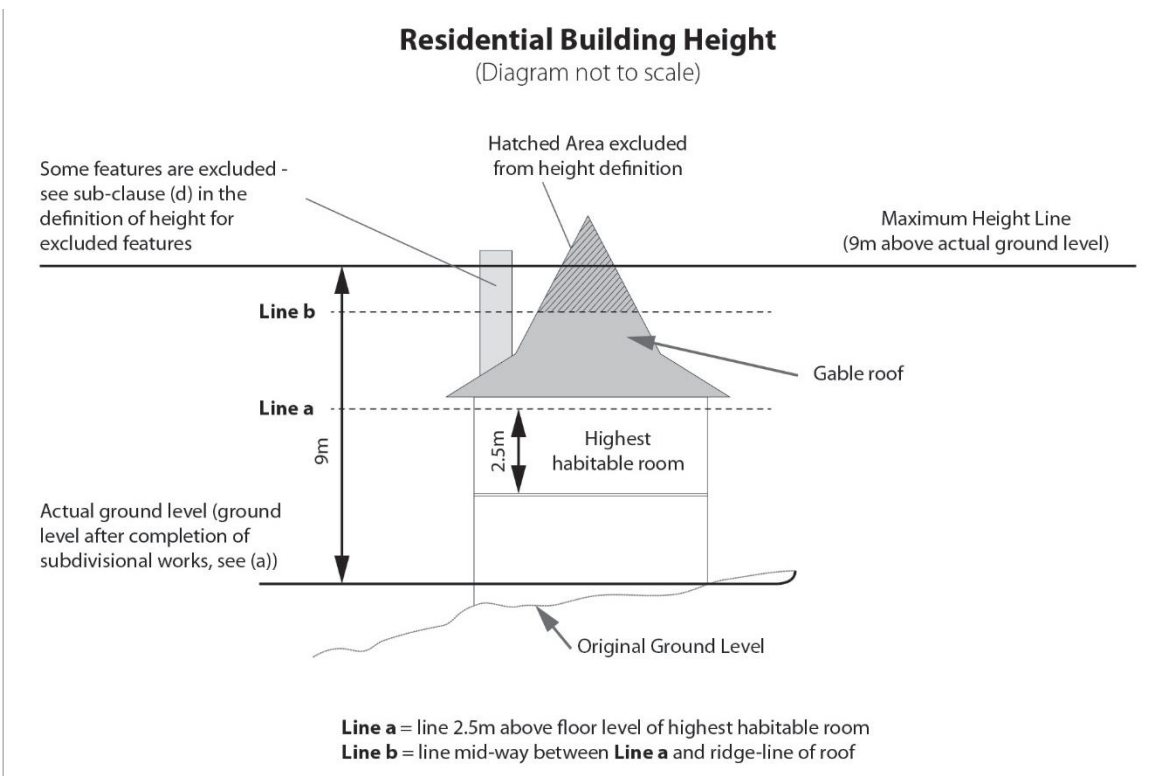 Residential Building Height
(Diagram not to scale)
Hatched Area excluded
from height definition
Some features are excluded -
see sub-clause (d) in the
definition of height for
excluded features
Maximum Height Line
(9m above actual ground level)
Line b
Gable roof
Line a
9m
2.5m
Highest
habitable room
Actual ground level (ground
level after completion of
subdivisional works, see (a))
Original Ground Level
Line a = line 2.5m above floor level of highest habitable room
Line b = line mid-way between Line a and ridge-line of roof